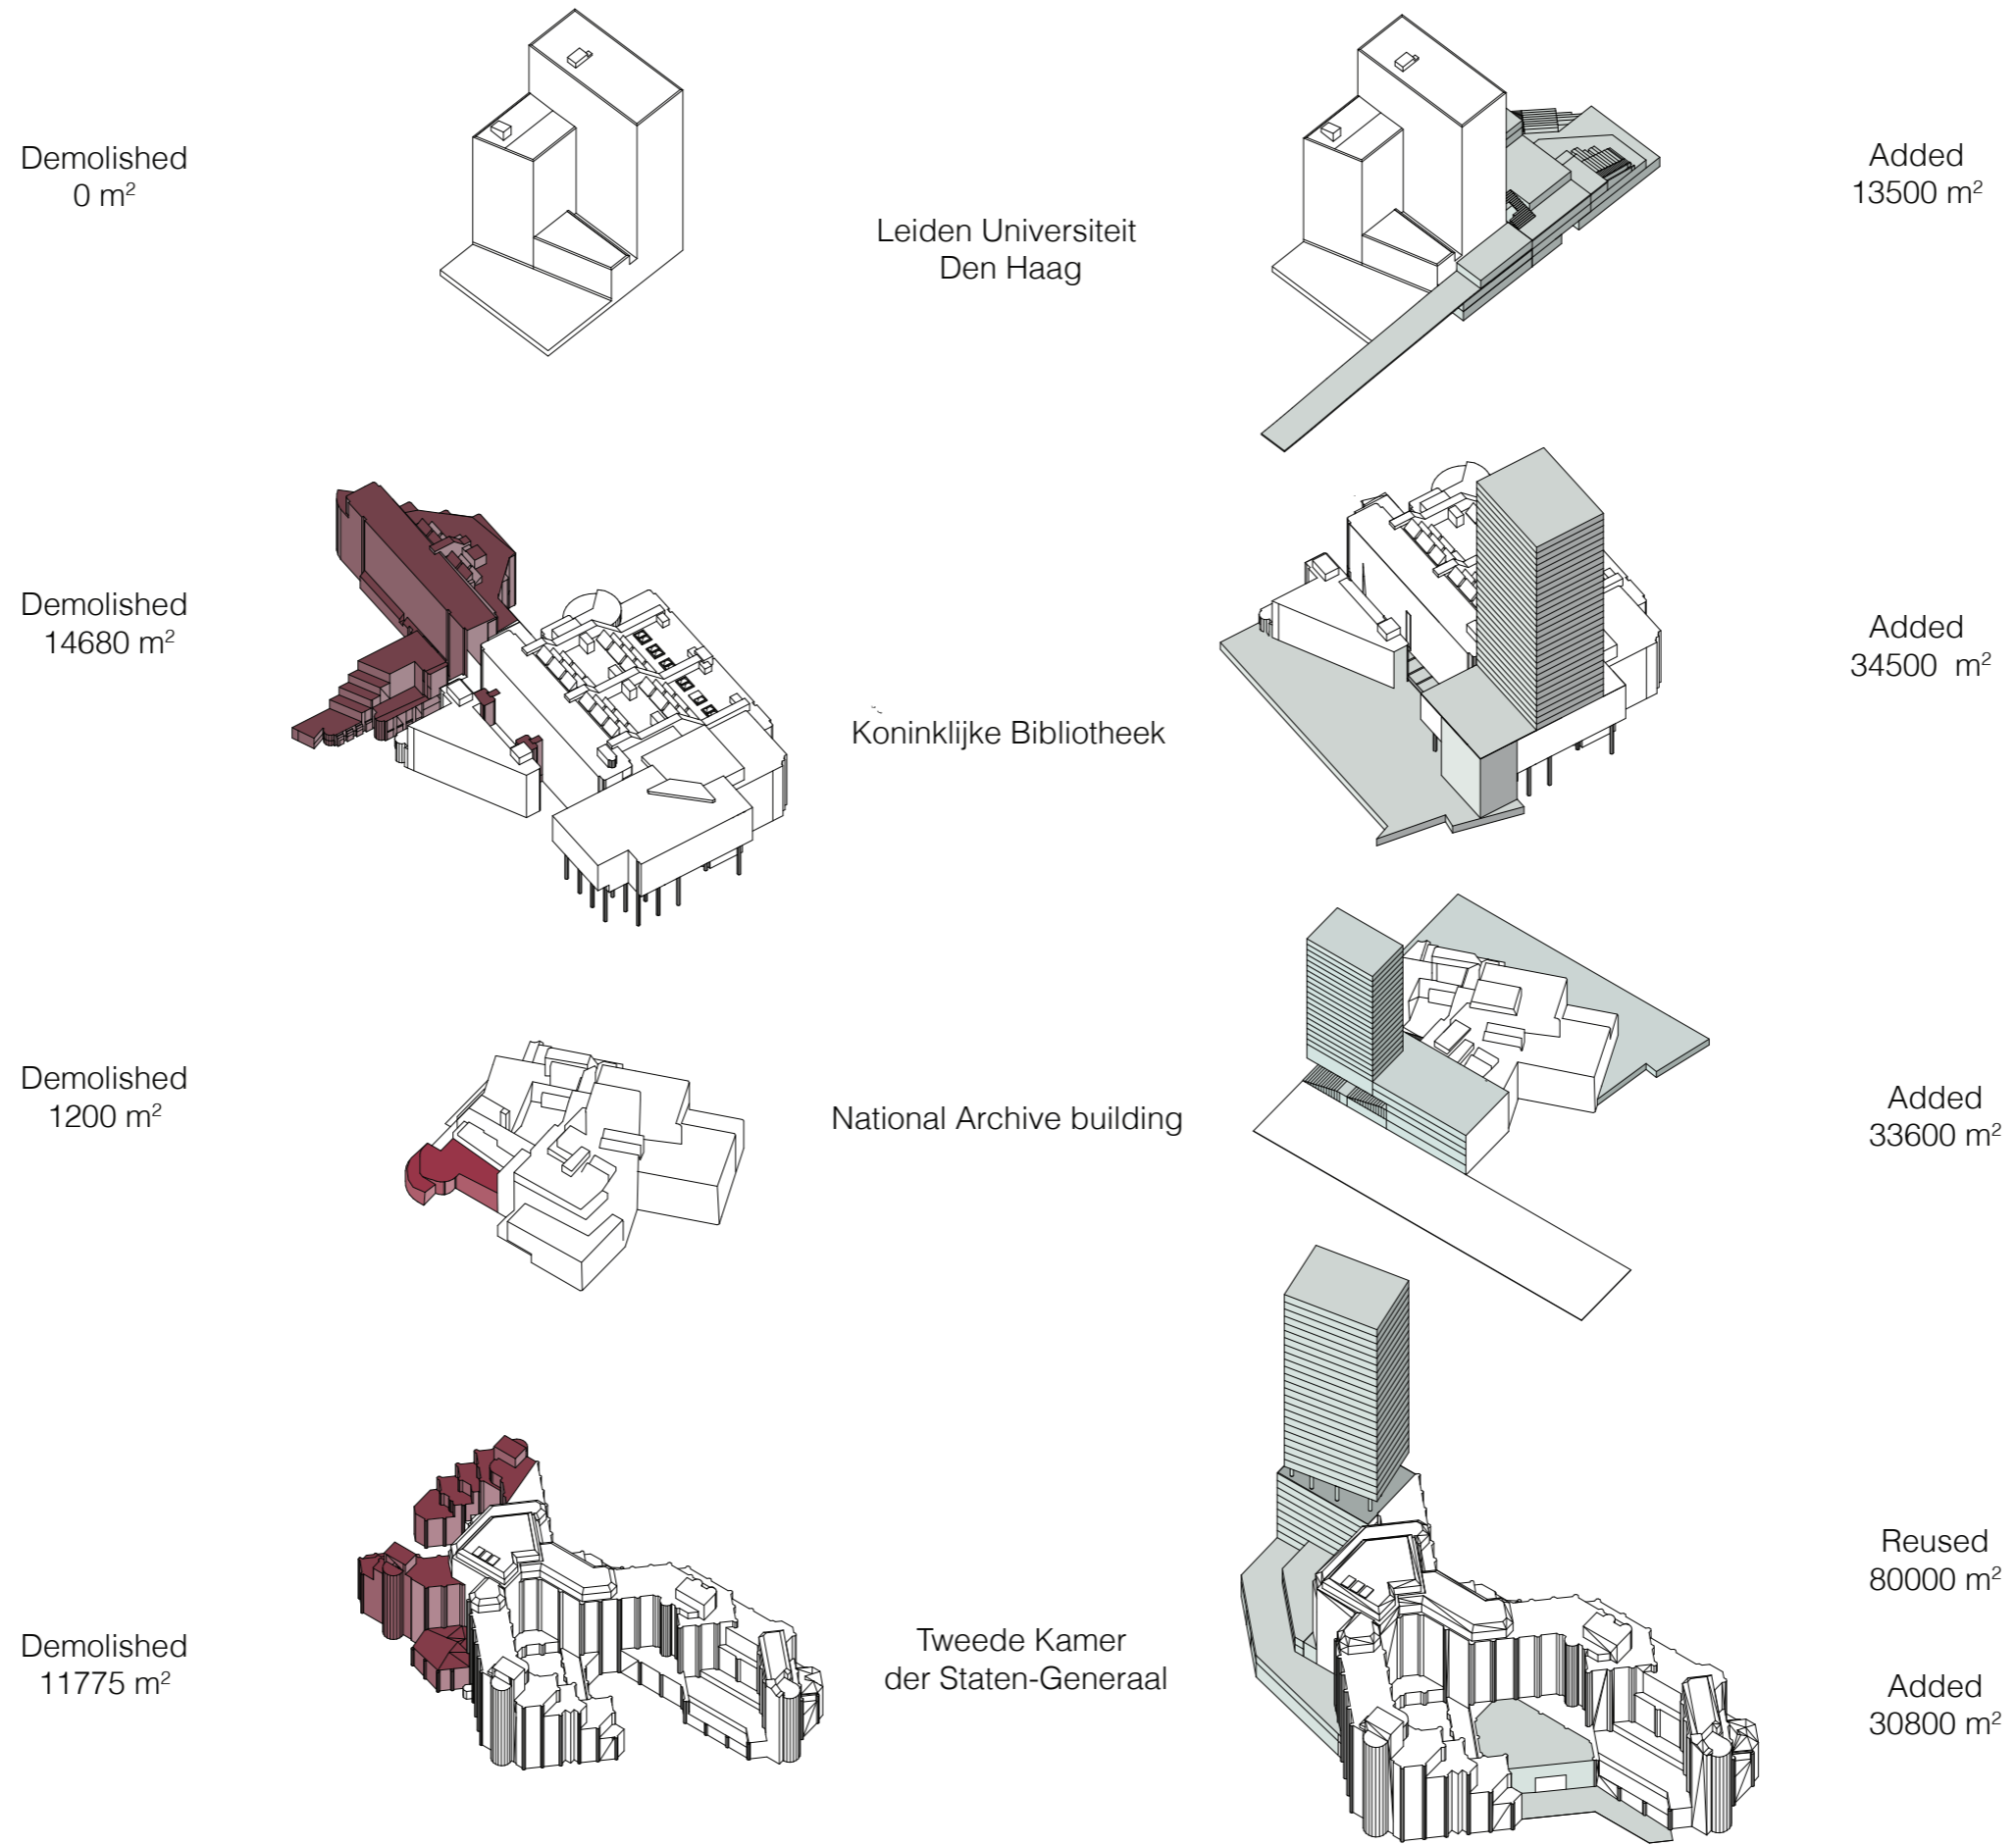 Demolished
0 m²
Leiden Universiteit
Den Haag
Added
13500 m²
Demolished
14680 m²
Koninklijke Bibliotheek
Added
34500 m²
Demolished
1200 m²
National Archive building
Added
33600 m²
Demolished
11775 m²
Tweede Kamer
der Staten-Generaal
Reused
80000 m²
Added
30800 m²